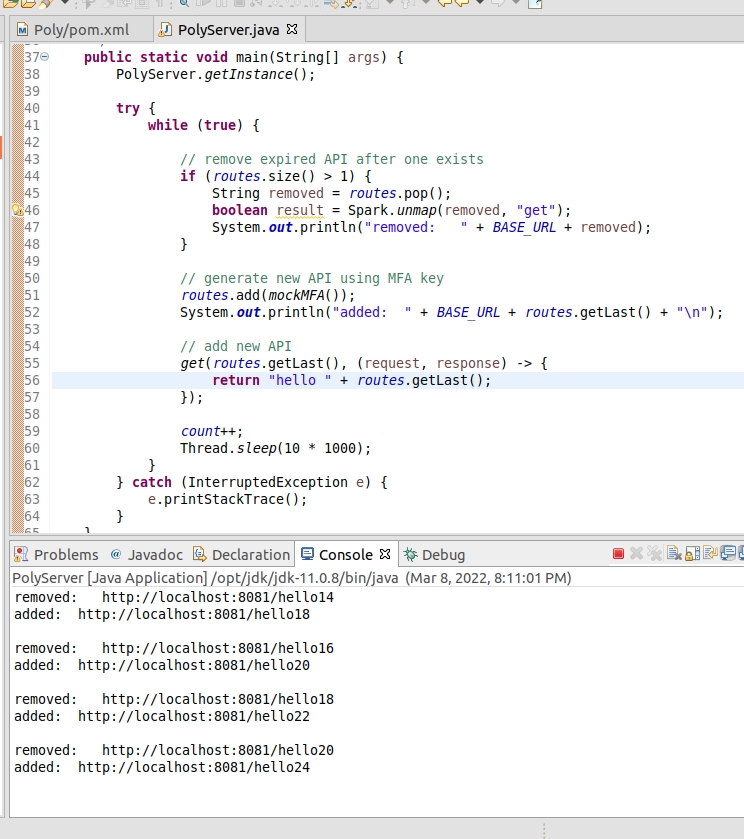 Poly/pom.xml
PolyServer.java
37 public static void main(String[] args) {
38 PolyServer.getInstance();
39
40 try {
41 while (true) {
42
43 // remove expired API after one exists
44 if (routes.size() > 1) {
45 String removed = routes.pop();
46 boolean result = Spark.unmap(removed, "get");
47 System.out.println("removed:   " + BASE_URL + removed);
48 }
49
50 // generate new API using MFA key
51 routes.add(mockMFA());
52 System.out.println("added:  " + BASE_URL + routes.getLast() + "\n");
53
54 // add new API
55 get(routes.getLast(), (request, response) -> {
56 return "hello " + routes.getLast();
57 });
58
59 count++;
60 Thread.sleep(10 * 1000);
61 }
62 } catch (InterruptedException e) {
63 e.printStackTrace();
64 }
65 }
Problems @ Javadoc Declaration Console Debug
PolyServer [Java Application] /opt/jdk/jdk-11.0.8/bin/java (Mar 8, 2022, 8:11:01 PM)
removed:   http://localhost:8081/hello14
added:  http://localhost:8081/hello18
removed:   http://localhost:8081/hello16
added:  http://localhost:8081/hello20
removed:   http://localhost:8081/hello18
added:  http://localhost:8081/hello22
removed:   http://localhost:8081/hello20
added:  http://localhost:8081/hello24